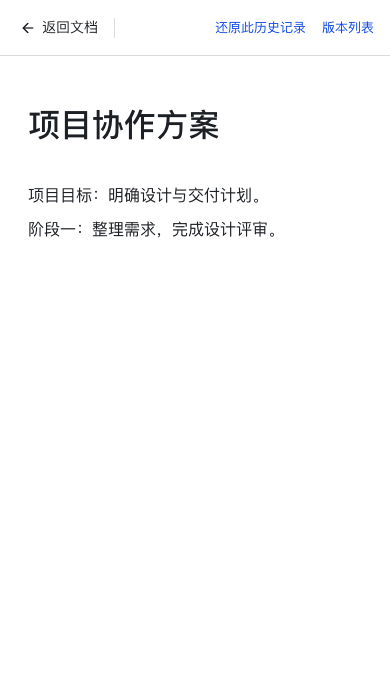 返回文档
还原此历史记录
版本列表
项目协作方案
项目目标：明确设计与交付计划。
阶段一：整理需求，完成设计评审。